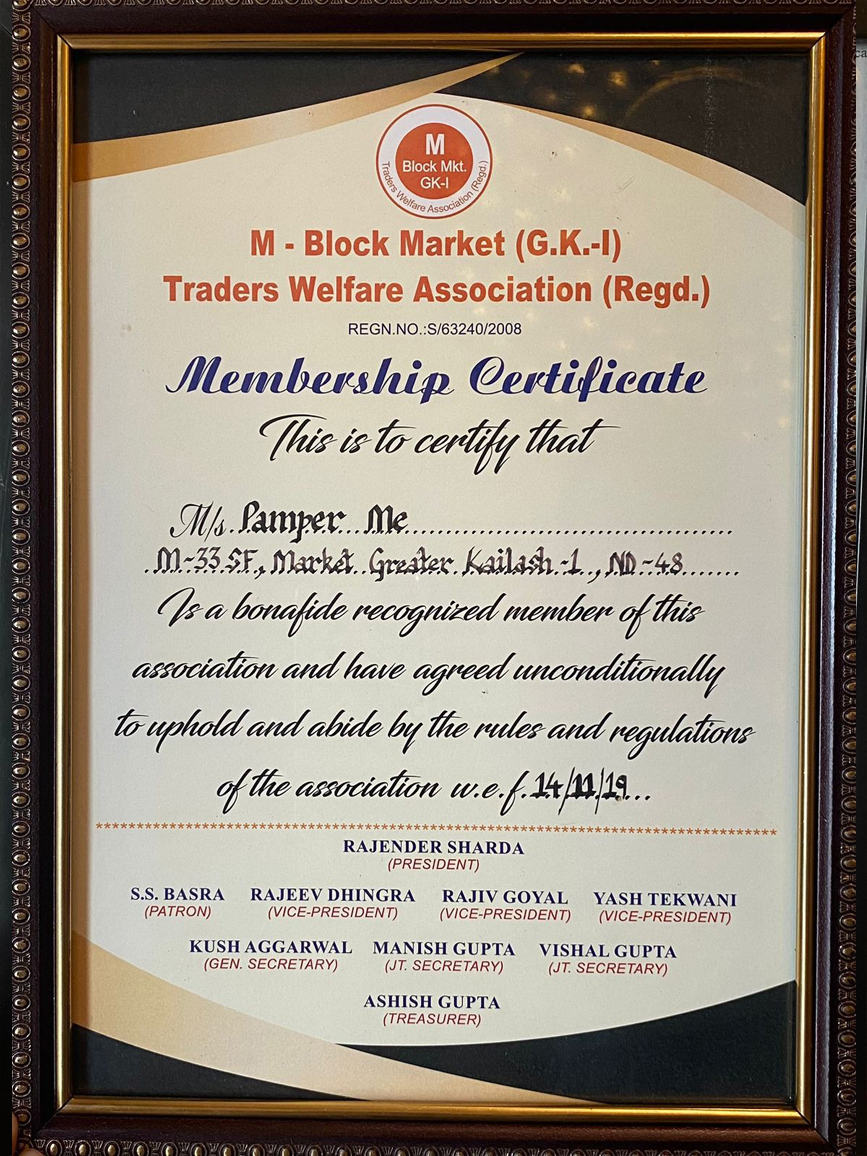 M
Block Mkt.
GK-I
Traders Welfare Association (Regd.)
M - Block Market (G.K.-I)
Traders Welfare Association (Regd.)
REGN.NO.:S/63240/2008
Membership Certificate
This is to certify that
M/s. Pamper Me
M-33 SF, Market Greater Kailash-1, ND-48
Is a bonafide recognized member of this
association and have agreed unconditionally
to uphold and abide by the rules and regulations
of the association w.e.f. 14/11/19
RAJENDER SHARDA
(PRESIDENT)
S.S. BASRA RAJEEV DHINGRA RAJIV GOYAL YASH TEKWANI
(PATRON) (VICE-PRESIDENT) (VICE-PRESIDENT) (VICE-PRESIDENT)
KUSH AGGARWAL MANISH GUPTA VISHAL GUPTA
(GEN. SECRETARY) (JT. SECRETARY) (JT. SECRETARY)
ASHISH GUPTA
(TREASURER)